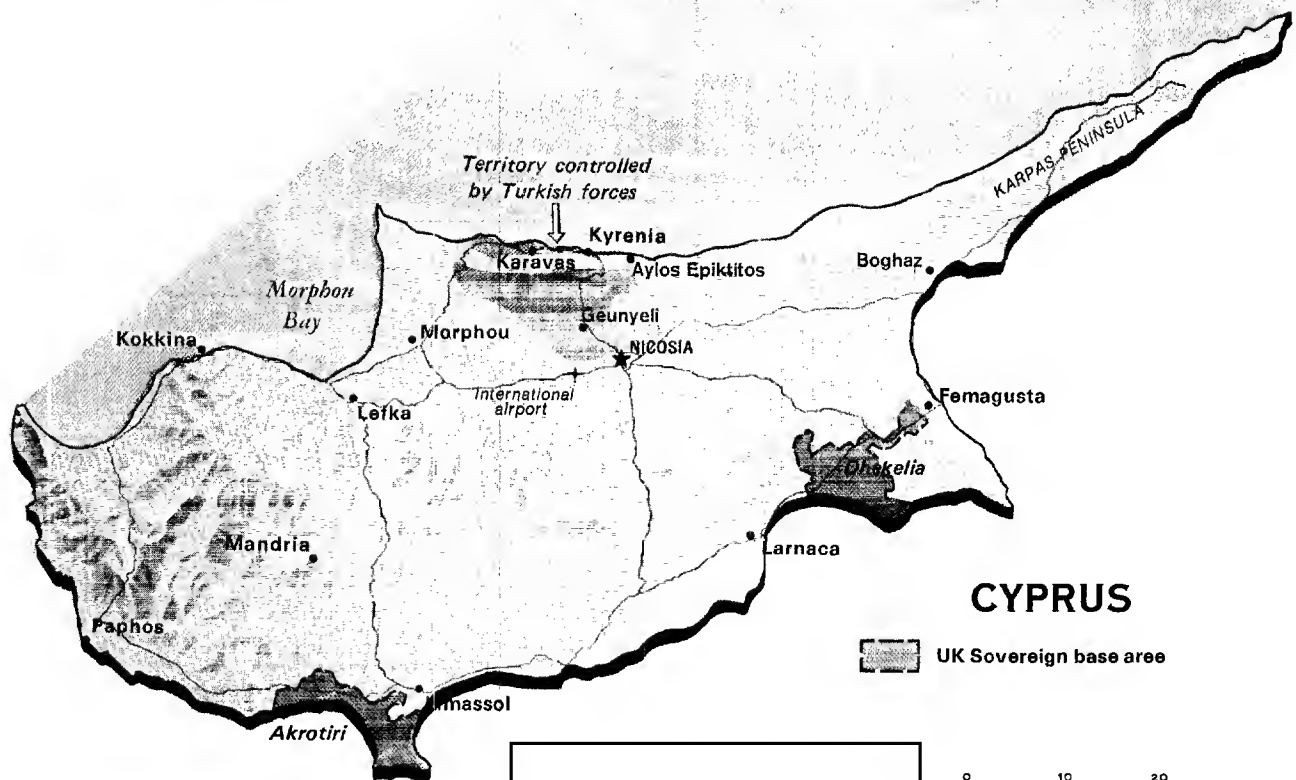 KARPAS PENINSULA
Territory controlled
by Turkish forces
Kyrenia
Karavas
Aylos Epiktitos
Boghaz
Morphou
Bay
Geunyeli
Kokkina
Morphou
NICOSIA
International
airport
Lefka
Femagusta
Dhekelia
Mandria
Larnaca
CYPRUS
Paphos
UK Sovereign base area
Limassol
Akrotiri
0 10 20